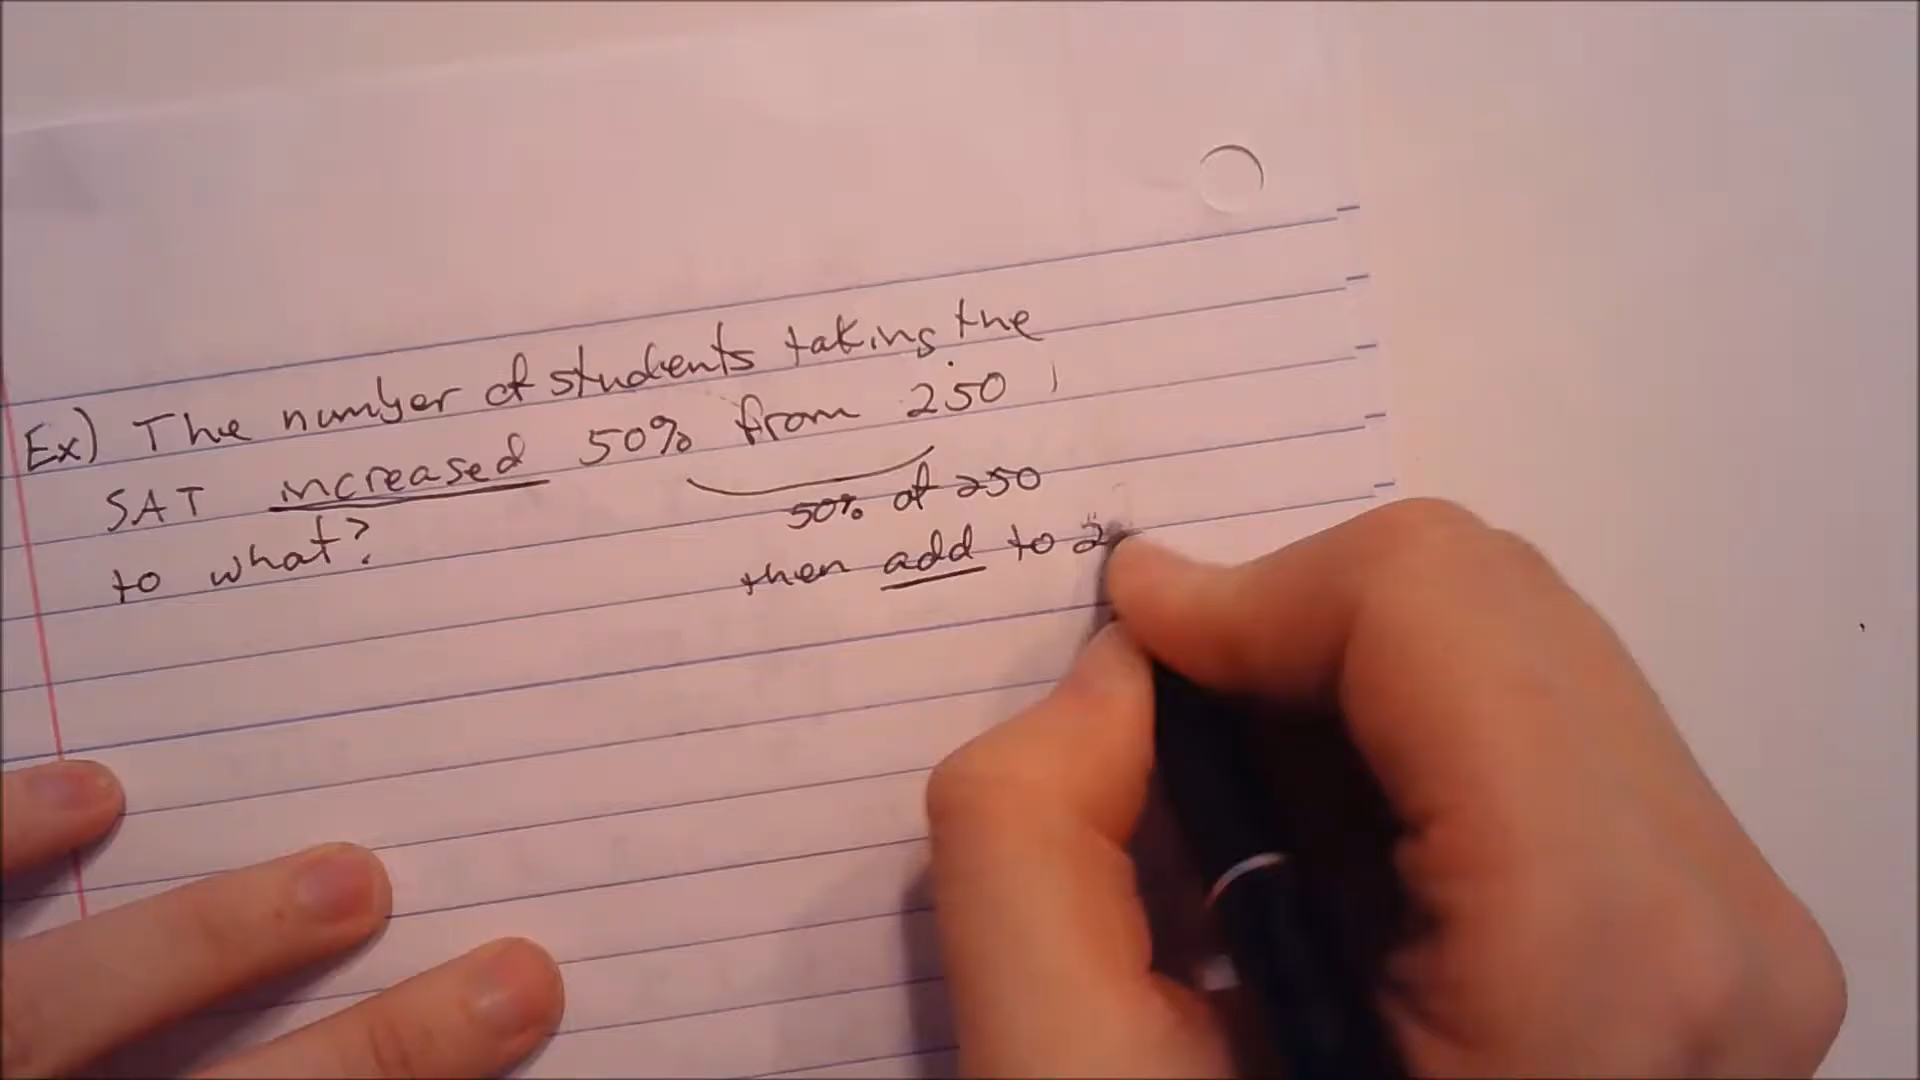 Ex) The number of students taking the
SAT increased 50% from 250
to what?
50% of 250
then add to 2